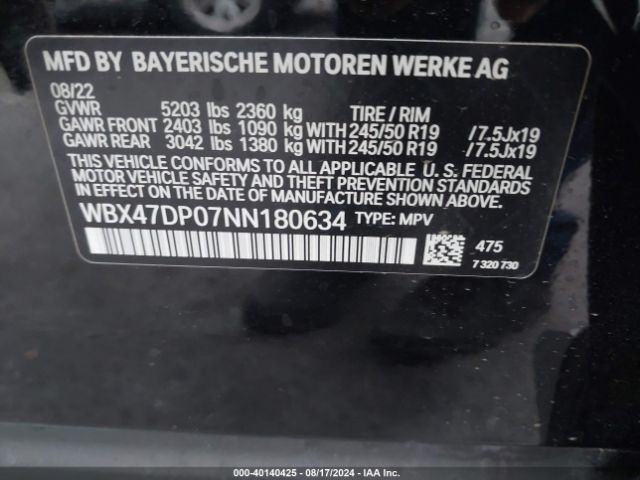 MFD BY BAYERISCHE MOTOREN WERKE AG
08/22
GVWR 5203 lbs 2360 kg TIRE / RIM
GAWR FRONT 2403 lbs 1090 kg WITH 245/50 R19 /7.5Jx19
GAWR REAR 3042 lbs 1380 kg WITH 245/50 R19 /7.5Jx19
THIS VEHICLE CONFORMS TO ALL APPLICABLE U. S. FEDERAL
MOTOR VEHICLE SAFETY AND THEFT PREVENTION STANDARDS IN
EFFECT ON THE DATE OF MANUFACTURE SHOWN ABOVE.
WBX47DP07NN180634 TYPE: MPV
475
7 320 730
000-40140425 - 08/17/2024 - IAAI.com